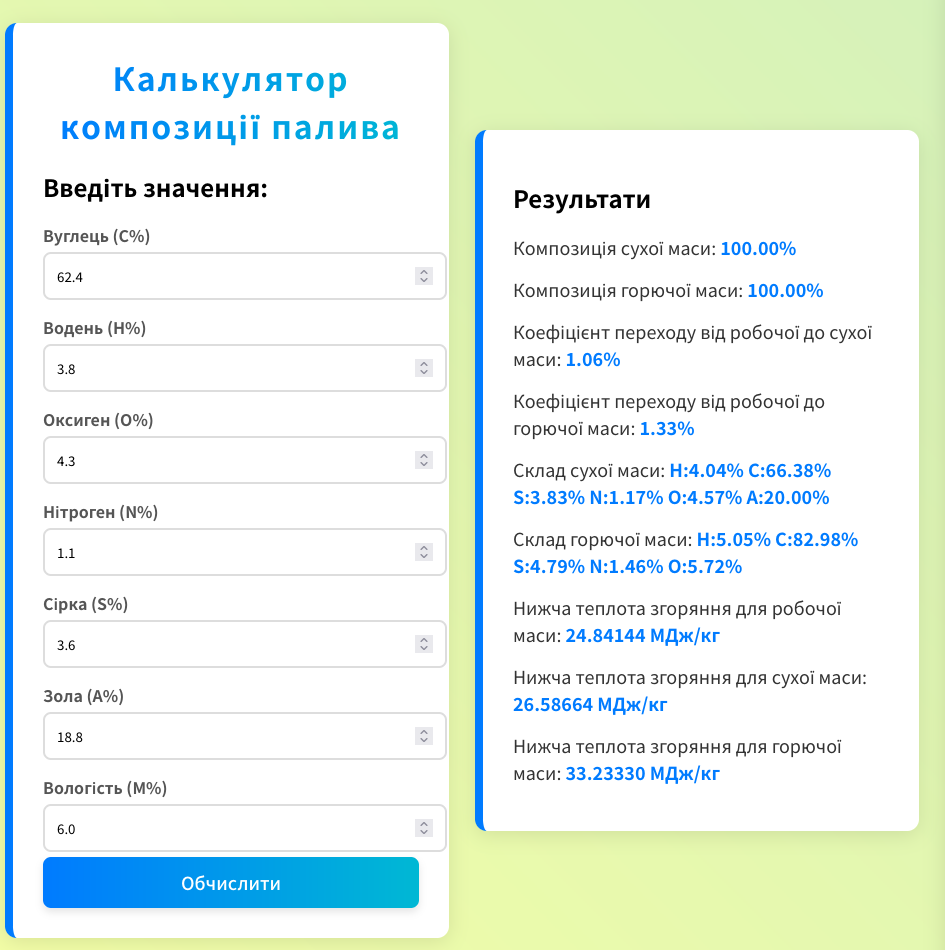 Калькулятор
композиції палива
Введіть значення:
Вуглець (C%)
62.4
Водень (H%)
3.8
Оксиген (O%)
4.3
Нітроген (N%)
1.1
Сірка (S%)
3.6
Зола (A%)
18.8
Вологість (M%)
6.0
Обчислити
Результати
Композиція сухої маси: 100.00%
Композиція горючої маси: 100.00%
Коефіцієнт переходу від робочої до сухої
маси: 1.06%
Коефіцієнт переходу від робочої до
горючої маси: 1.33%
Склад сухої маси: H:4.04% C:66.38%
S:3.83% N:1.17% O:4.57% A:20.00%
Склад горючої маси: H:5.05% C:82.98%
S:4.79% N:1.46% O:5.72%
Нижча теплота згоряння для робочої
маси: 24.84144 МДж/кг
Нижча теплота згоряння для сухої маси:
26.58664 МДж/кг
Нижча теплота згоряння для горючої
маси: 33.23330 МДж/кг